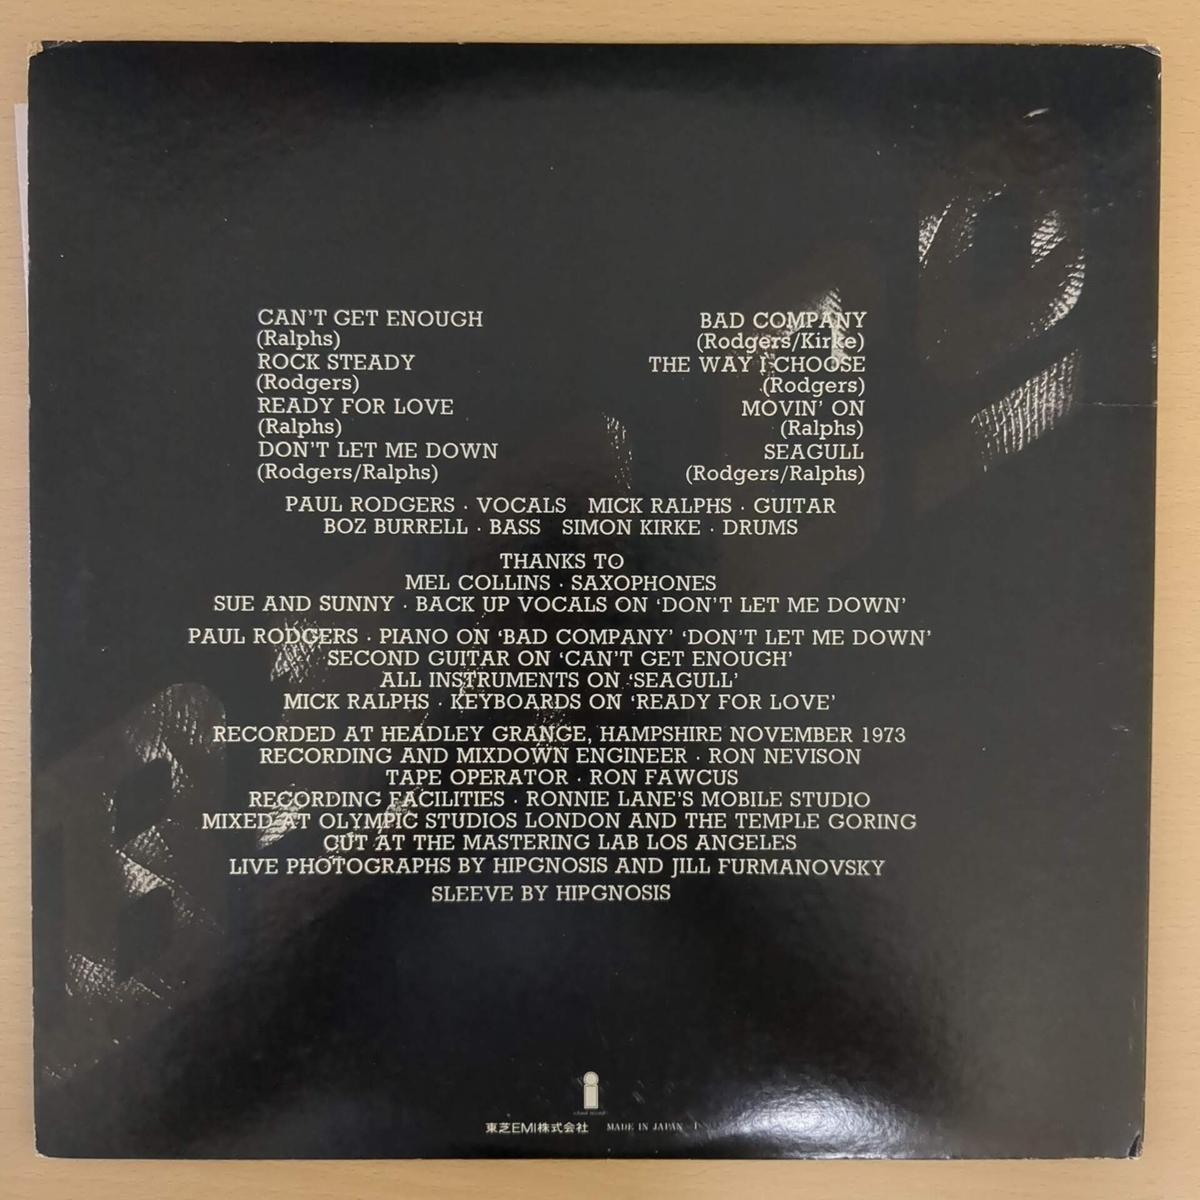 CAN'T GET ENOUGH
(Ralphs)
ROCK STEADY
(Rodgers)
READY FOR LOVE
(Ralphs)
DON'T LET ME DOWN
(Rodgers/Ralphs)
BAD COMPANY
(Rodgers/Kirke)
THE WAY I CHOOSE
(Rodgers)
MOVIN' ON
(Ralphs)
SEAGULL
(Rodgers/Ralphs)
PAUL RODGERS · VOCALS MICK RALPHS · GUITAR
BOZ BURRELL · BASS SIMON KIRKE · DRUMS
THANKS TO
MEL COLLINS · SAXOPHONES
SUE AND SUNNY · BACK UP VOCALS ON ‘DON'T LET ME DOWN’
PAUL RODGERS · PIANO ON ‘BAD COMPANY’ ‘DON'T LET ME DOWN’
SECOND GUITAR ON ‘CAN'T GET ENOUGH’
ALL INSTRUMENTS ON ‘SEAGULL’
MICK RALPHS · KEYBOARDS ON ‘READY FOR LOVE’
RECORDED AT HEADLEY GRANGE, HAMPSHIRE NOVEMBER 1973
RECORDING AND MIXDOWN ENGINEER · RON NEVISON
TAPE OPERATOR · RON FAWCUS
RECORDING FACILITIES · RONNIE LANE'S MOBILE STUDIO
MIXED AT OLYMPIC STUDIOS LONDON AND THE TEMPLE GORING
CUT AT THE MASTERING LAB LOS ANGELES
LIVE PHOTOGRAPHS BY HIPGNOSIS AND JILL FURMANOVSKY
SLEEVE BY HIPGNOSIS
東芝EMI株式会社 MADE IN JAPAN